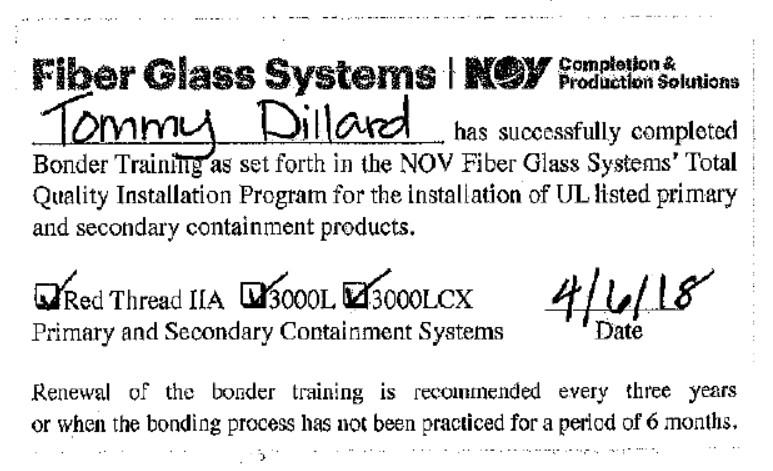 Fiber Glass Systems | NOV Completion & Production Solutions
Tommy Dillard has successfully completed
Bonder Training as set forth in the NOV Fiber Glass Systems' Total
Quality Installation Program for the installation of UL listed primary
and secondary containment products.
Red Thread IIA 3000L 3000LCX 4/6/18
Primary and Secondary Containment Systems Date
Renewal of the bonder training is recommended every three years
or when the bonding process has not been practiced for a period of 6 months.